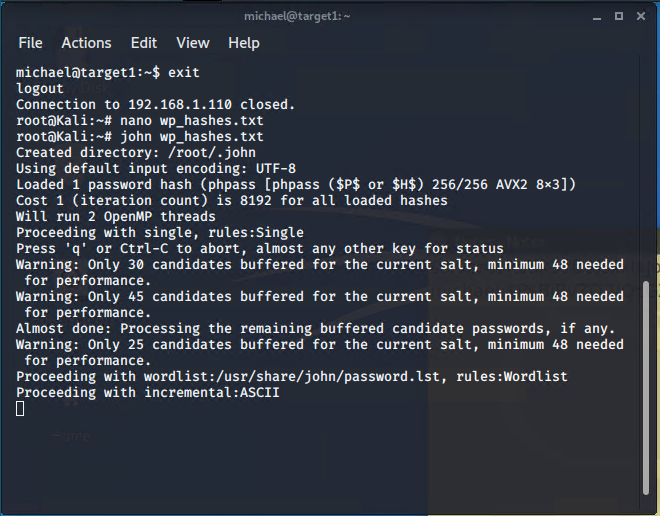 michael@target1: ~
File Actions Edit View Help
michael@target1:~$ exit
logout
Connection to 192.168.1.110 closed.
root@Kali:~# nano wp_hashes.txt
root@Kali:~# john wp_hashes.txt
Created directory: /root/.john
Using default input encoding: UTF-8
Loaded 1 password hash (phpass [phpass ($P$ or $H$) 256/256 AVX2 8×3])
Cost 1 (iteration count) is 8192 for all loaded hashes
Will run 2 OpenMP threads
Proceeding with single, rules:Single
Press 'q' or Ctrl-C to abort, almost any other key for status
Warning: Only 30 candidates buffered for the current salt, minimum 48 needed
for performance.
Warning: Only 45 candidates buffered for the current salt, minimum 48 needed
for performance.
Almost done: Processing the remaining buffered candidate passwords, if any.
Warning: Only 25 candidates buffered for the current salt, minimum 48 needed
for performance.
Proceeding with wordlist:/usr/share/john/password.lst, rules:Wordlist
Proceeding with incremental:ASCII